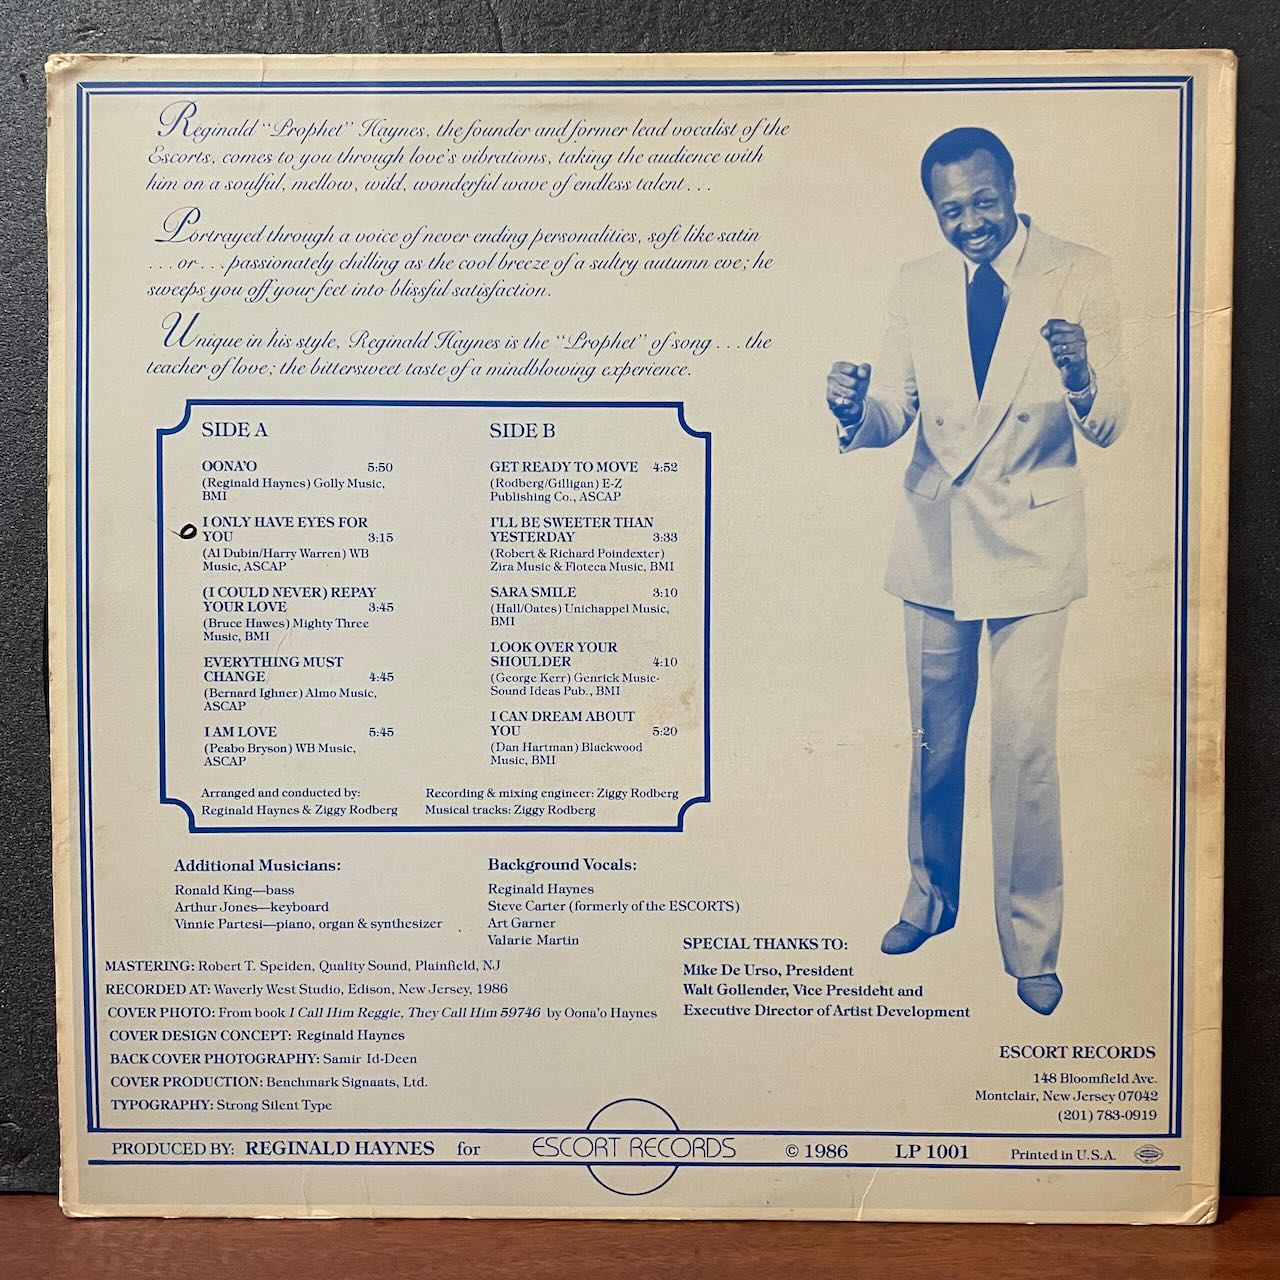 Reginald "Prophet" Haynes, the founder and former lead vocalist of the
Escorts, comes to you through love's vibrations, taking the audience with
him on a soulful, mellow, wild, wonderful wave of endless talent . . .
Portrayed through a voice of never ending personalities, soft like satin
. . . or . . . passionately chilling as the cool breeze of a sultry autumn eve; he
sweeps you off your feet into blissful satisfaction.
Unique in his style, Reginald Haynes is the "Prophet" of song . . . the
teacher of love; the bittersweet taste of a mindblowing experience.
SIDE A
OONA'O 5:50
(Reginald Haynes) Golly Music,
BMI
I ONLY HAVE EYES FOR
YOU 3:15
(Al Dubin/Harry Warren) WB
Music, ASCAP
(I COULD NEVER) REPAY
YOUR LOVE 3:45
(Bruce Hawes) Mighty Three
Music, BMI
EVERYTHING MUST
CHANGE 4:45
(Bernard Ighner) Almo Music,
ASCAP
I AM LOVE 5:45
(Peabo Bryson) WB Music,
ASCAP
SIDE B
GET READY TO MOVE 4:52
(Rodberg/Gilligan) E-Z
Publishing Co., ASCAP
I'LL BE SWEETER THAN
YESTERDAY 3:33
(Robert & Richard Poindexter)
Zira Music & Floteca Music, BMI
SARA SMILE 3:10
(Hall/Oates) Unichappel Music,
BMI
LOOK OVER YOUR
SHOULDER 4:10
(George Kerr) Genrick Music-
Sound Ideas Pub., BMI
I CAN DREAM ABOUT
YOU 5:20
(Dan Hartman) Blackwood
Music, BMI
Arranged and conducted by:
Reginald Haynes & Ziggy Rodberg
Recording & mixing engineer: Ziggy Rodberg
Musical tracks: Ziggy Rodberg
Additional Musicians:
Ronald King—bass
Arthur Jones—keyboard
Vinnie Partesi—piano, organ & synthesizer
Background Vocals:
Reginald Haynes
Steve Carter (formerly of the ESCORTS)
Art Garner
Valarie Martin
MASTERING: Robert T. Speiden, Quality Sound, Plainfield, NJ
RECORDED AT: Waverly West Studio, Edison, New Jersey, 1986
COVER PHOTO: From book I Call Him Reggie, They Call Him 59746 by Oona'o Haynes
COVER DESIGN CONCEPT: Reginald Haynes
BACK COVER PHOTOGRAPHY: Samir Id-Deen
COVER PRODUCTION: Benchmark Signaats, Ltd.
TYPOGRAPHY: Strong Silent Type
SPECIAL THANKS TO:
Mike De Urso, President
Walt Gollender, Vice President and
Executive Director of Artist Development
ESCORT RECORDS
148 Bloomfield Ave.
Montclair, New Jersey 07042
(201) 783-0919
PRODUCED BY: REGINALD HAYNES for ESCORT RECORDS © 1986 LP 1001 Printed in U.S.A.